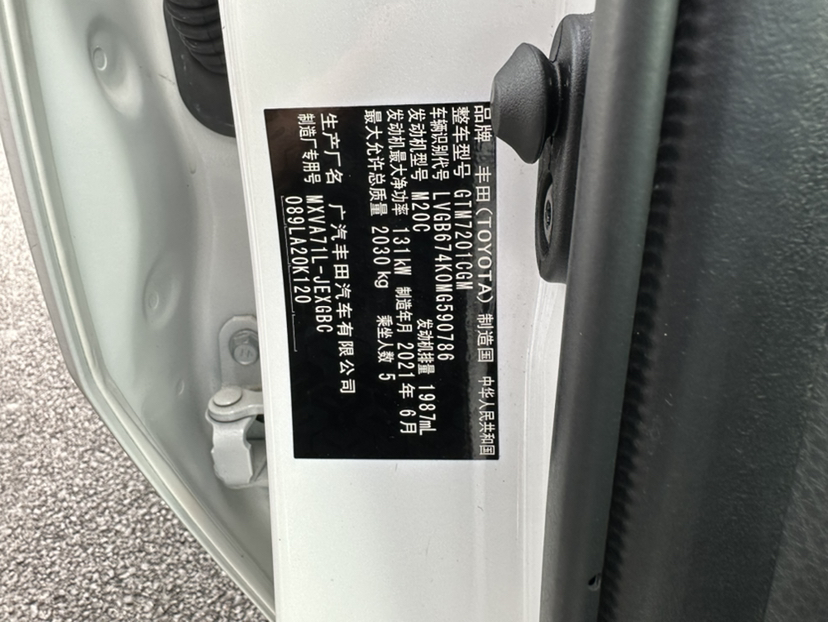 品牌 丰田(TOYOTA) 制造国 中华人民共和国
整车型号 GTM7201CGM
车辆识别代号 LVGB674K0MG590786
发动机型号 M20C 发动机排量 1987mL
发动机最大净功率 131kW 制造年月 2021年 6月
最大允许总质量 2030kg 乘坐人数 5
生产厂名 广汽丰田汽车有限公司
制造厂专用号 MXVA71L-JEXGBC
089LA20K120